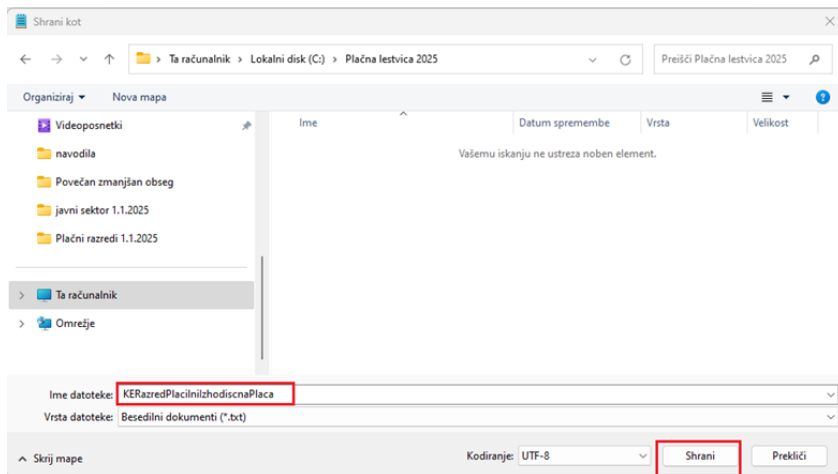 Shrani kot
Ta računalnik > Lokalni disk (C:) > Plačna lestvica 2025
Preišči Plačna lestvica 2025
Organiziraj Nova mapa
Ime Datum spremembe Vrsta Velikost
Videoposnetki
Vašemu iskanju ne ustreza noben element.
navodila
Povečan zmanjšan obseg
javni sektor 1.1.2025
Plačni razredi 1.1.2025
Ta računalnik
Omrežje
Ime datoteke: KERazredPlacilniIzhodiscnaPlaca
Vrsta datoteke: Besedilni dokumenti (*.txt)
Skrij mape
Kodiranje: UTF-8
Shrani
Prekliči